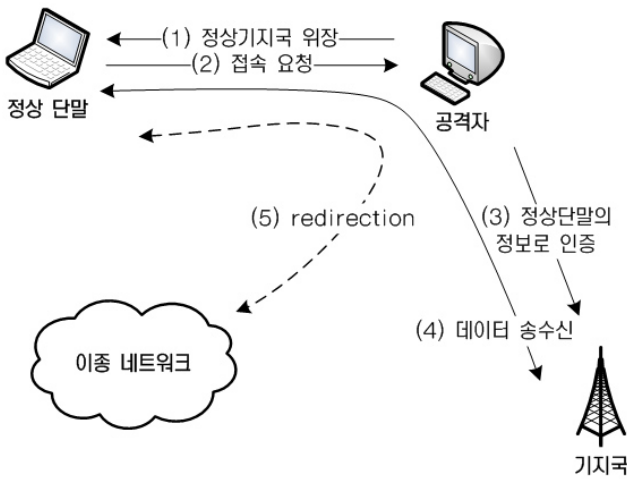 (1) 정상기지국 위장
(2) 접속 요청
정상 단말
공격자
(5) redirection
(3) 정상단말의
정보로 인증
(4) 데이터 송수신
이종 네트워크
기지국